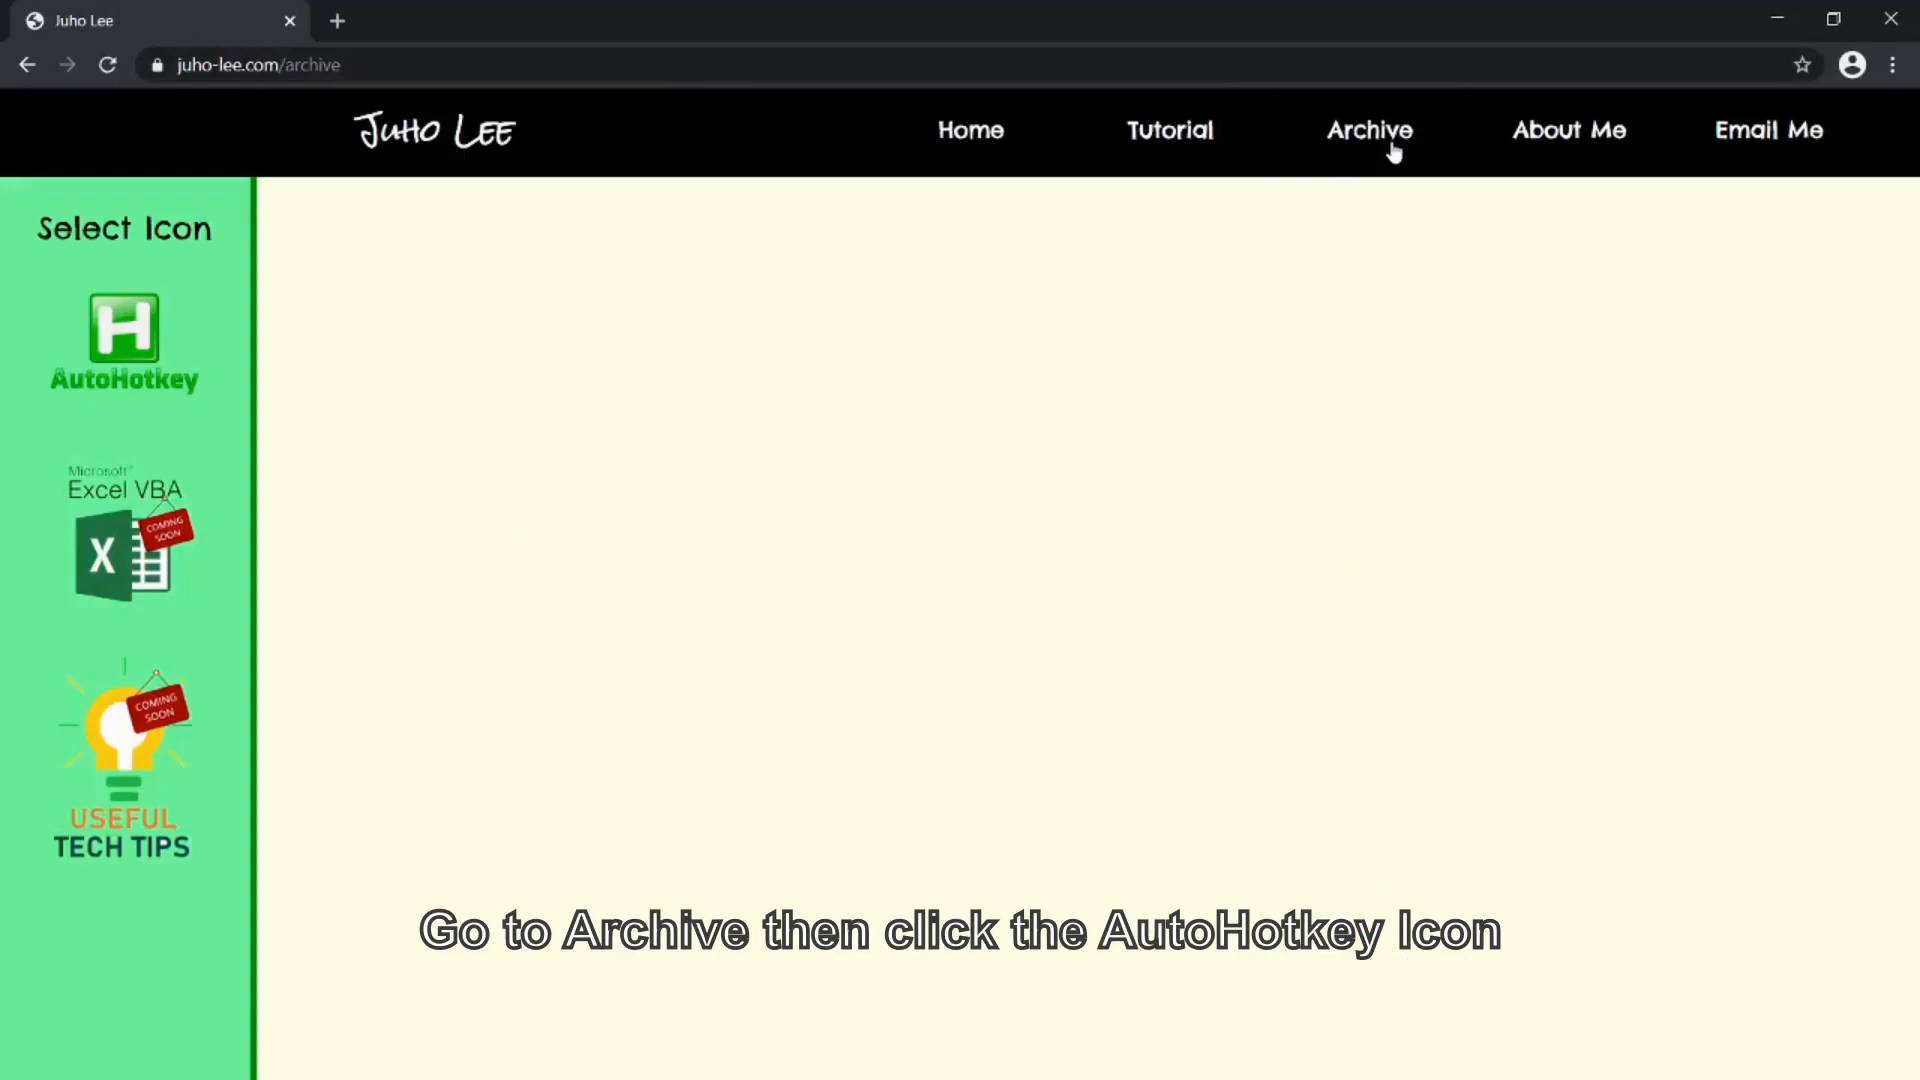 Juho Lee
juho-lee.com/archive
Juho Lee
Home
Tutorial
Archive
About Me
Email Me
Select Icon
H
AutoHotkey
Microsoft
Excel VBA
COMING
SOON
X
COMING
SOON
USEFUL
TECH TIPS
Go to Archive then click the AutoHotkey Icon